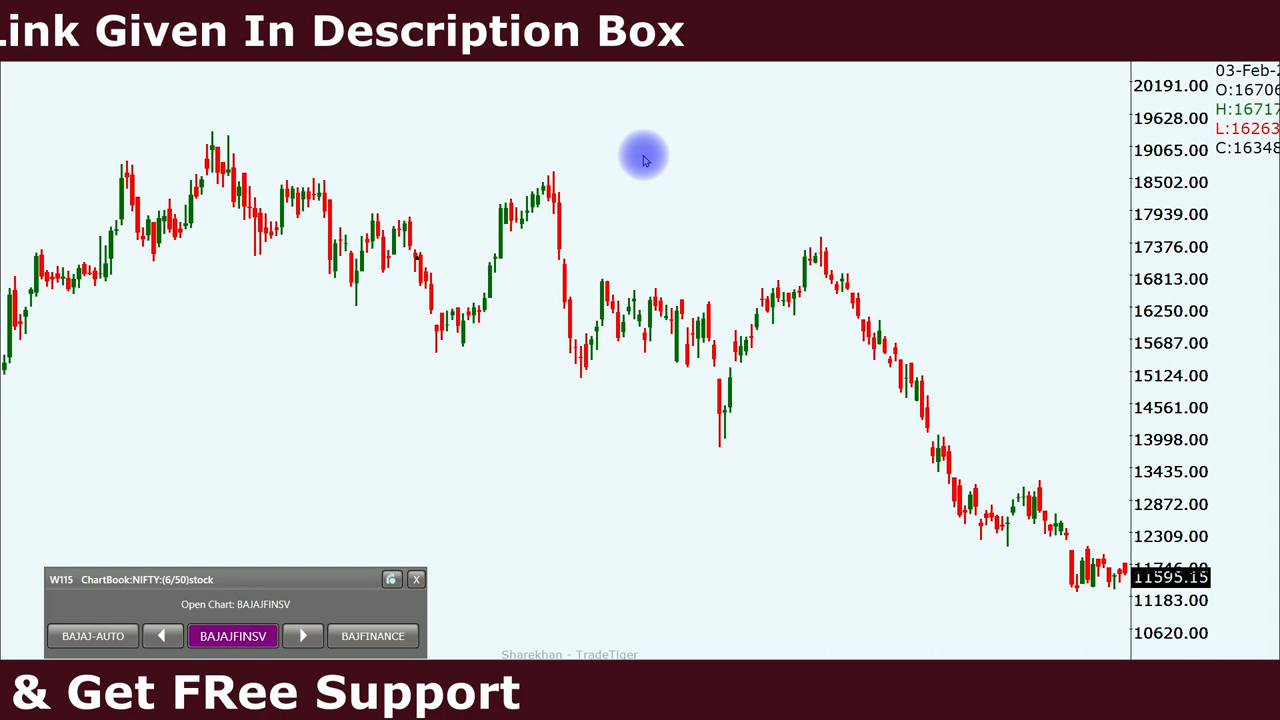 Link Given In Description Box
03-Feb-2
O:16706
H:16717
L:16263
C:16348
20191.00
19628.00
19065.00
18502.00
17939.00
17376.00
16813.00
16250.00
15687.00
15124.00
14561.00
13998.00
13435.00
12872.00
12309.00
11746.00
11595.15
11183.00
10620.00
W115 ChartBook:NIFTY:(6/50)stock X
Open Chart: BAJAJFINSV
BAJAJ-AUTO BAJAJFINSV BAJFINANCE
Sharekhan - TradeTiger
& Get FRee Support